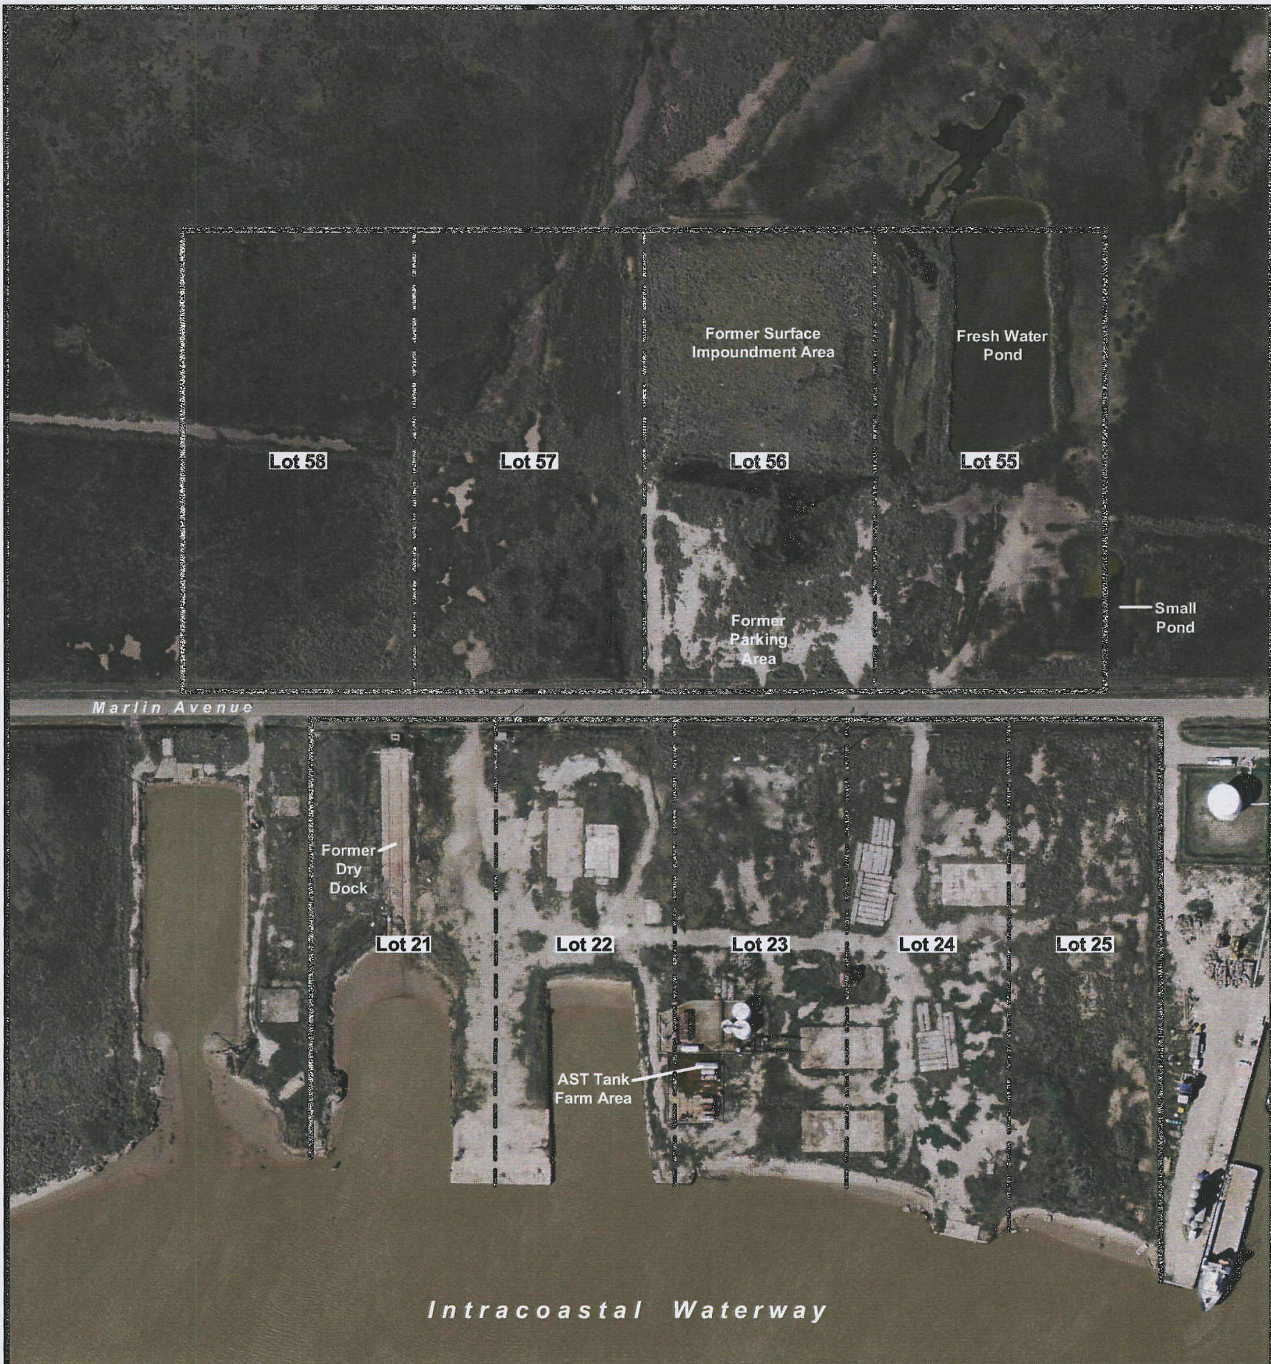 Former Surface
Impoundment Area
Fresh Water
Pond
Lot 58
Lot 57
Lot 56
Lot 55
Former
Parking
Area
Small
Pond
Marlin Avenue
Former
Dry
Dock
Lot 21
Lot 22
Lot 23
Lot 24
Lot 25
AST Tank
Farm Area
Intracoastal Waterway